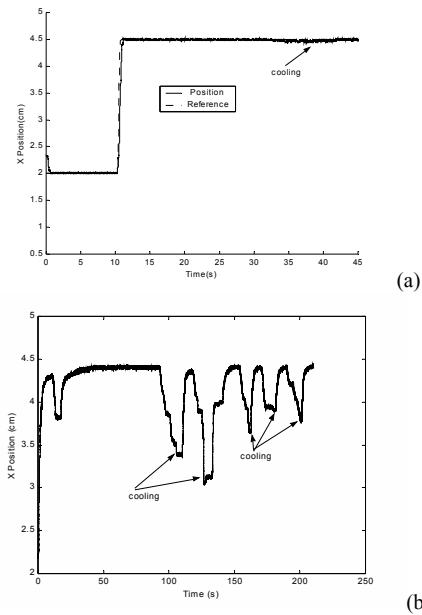 5
4.5
4
3.5
3
2.5
2
1.5
1
0.5
X Position(cm)
cooling
Position
Reference
0 5 10 15 20 25 30 35 40 45
Time(s)
(a)
5
4.5
4
3.5
3
2.5
2
X Position (cm)
cooling
cooling
0 50 100 150 200 250
Time (s)
(b